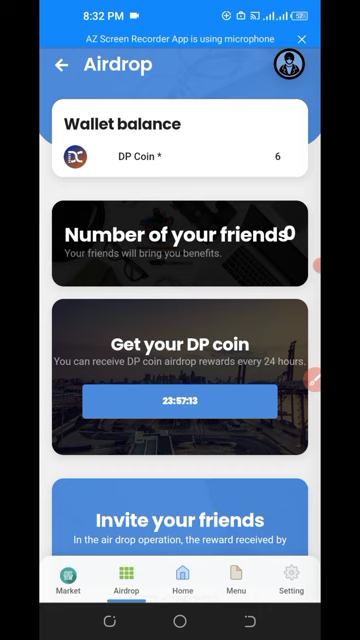 8:32 PM
AZ Screen Recorder App is using microphone
Airdrop
Wallet balance
DP Coin * 6
Number of your friends 0
Your friends will bring you benefits.
Get your DP coin
You can receive DP coin airdrop rewards every 24 hours.
23:57:13
Invite your friends
In the air drop operation, the reward received by
Market Airdrop Home Menu Setting